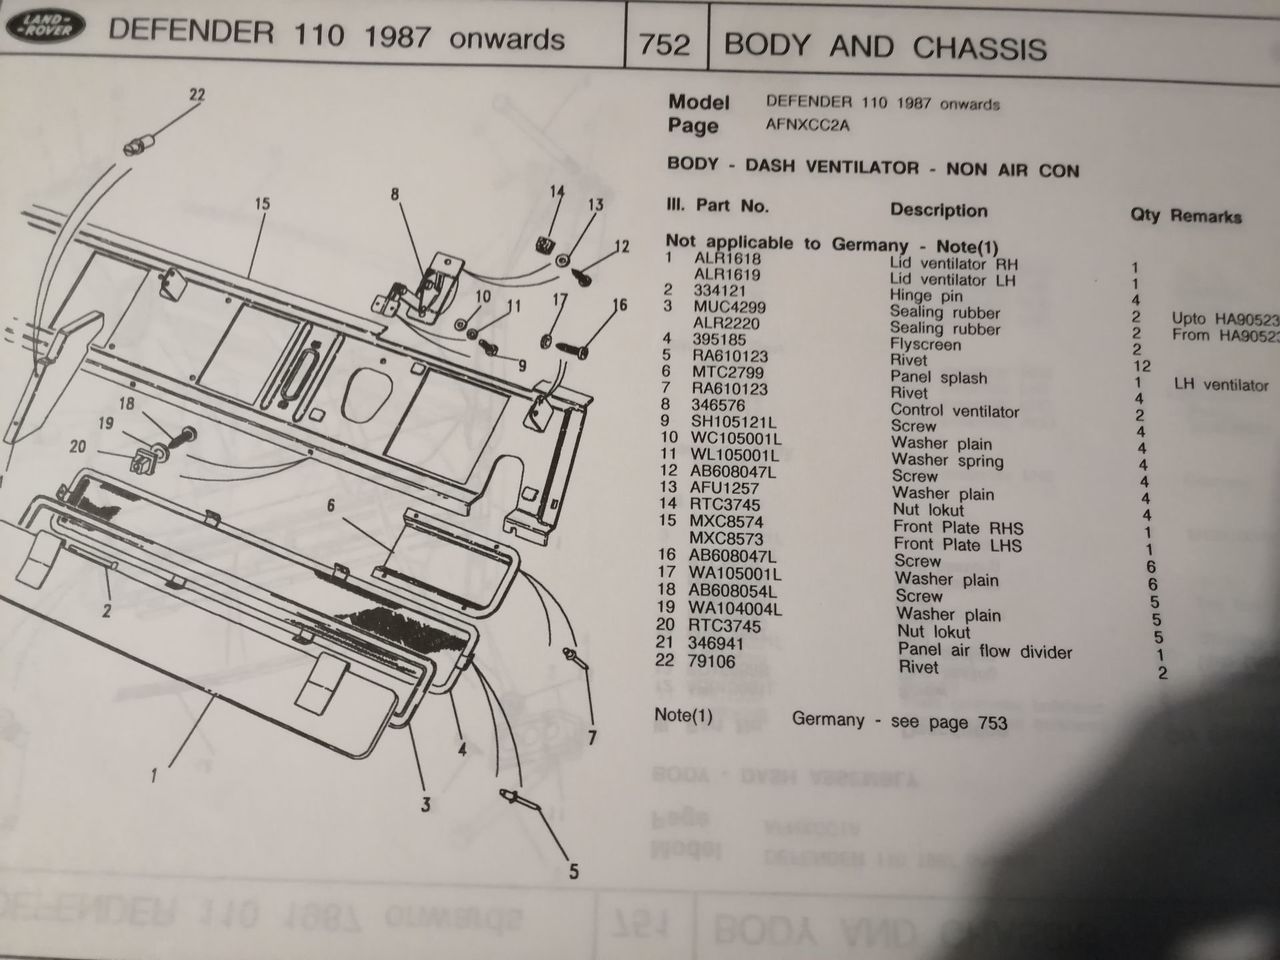 LAND-
-ROVER
DEFENDER 110 1987 onwards
752
BODY AND CHASSIS
Model DEFENDER 110 1987 onwards
Page AFNXCC2A
BODY - DASH VENTILATOR - NON AIR CON
Ill. Part No. Description Qty Remarks
Not applicable to Germany - Note(1)
1 ALR1618 Lid ventilator RH 1
ALR1619 Lid ventilator LH 1
2 334121 Hinge pin 4
3 MUC4299 Sealing rubber 2 Upto HA90523
ALR2220 Sealing rubber 2 From HA90523
4 395185 Flyscreen 2
5 RA610123 Rivet 12
6 MTC2799 Panel splash 1 LH ventilator
7 RA610123 Rivet 4
8 346576 Control ventilator 2
9 SH105121L Screw 4
10 WC105001L Washer plain 4
11 WL105001L Washer spring 4
12 AB608047L Screw 4
13 AFU1257 Washer plain 4
14 RTC3745 Nut lokut 4
15 MXC8574 Front Plate RHS 1
MXC8573 Front Plate LHS 1
16 AB608047L Screw 6
17 WA105001L Washer plain 6
18 AB608054L Screw 5
19 WA104004L Washer plain 5
20 RTC3745 Nut lokut 5
21 346941 Panel air flow divider 1
22 79106 Rivet 2
Note(1) Germany - see page 753
22
15
8
14
13
12
10
11
17
16
9
18
19
20
6
2
1
4
3
7
5